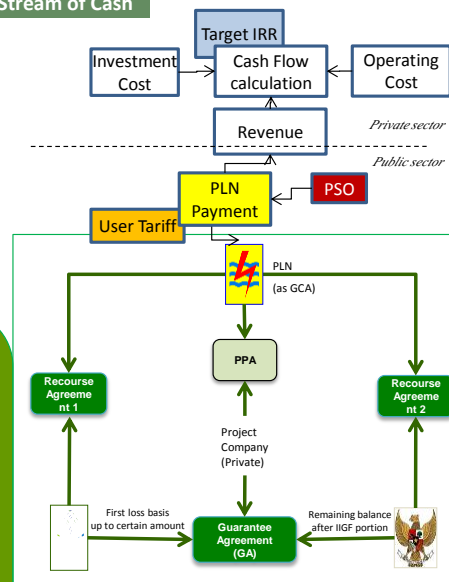 Stream of Cash
Target IRR
Investment
Cost
Cash Flow
calculation
Operating
Cost
Revenue
Private sector
Public sector
PLN
Payment
PSO
User Tariff
PLN
(as GCA)
PPA
Recourse
Agreeme
nt 1
Recourse
Agreeme
nt 2
Project
Company
(Private)
First loss basis
up to certain amount
Guarantee
Agreement
(GA)
Remaining balance
after IIGF portion